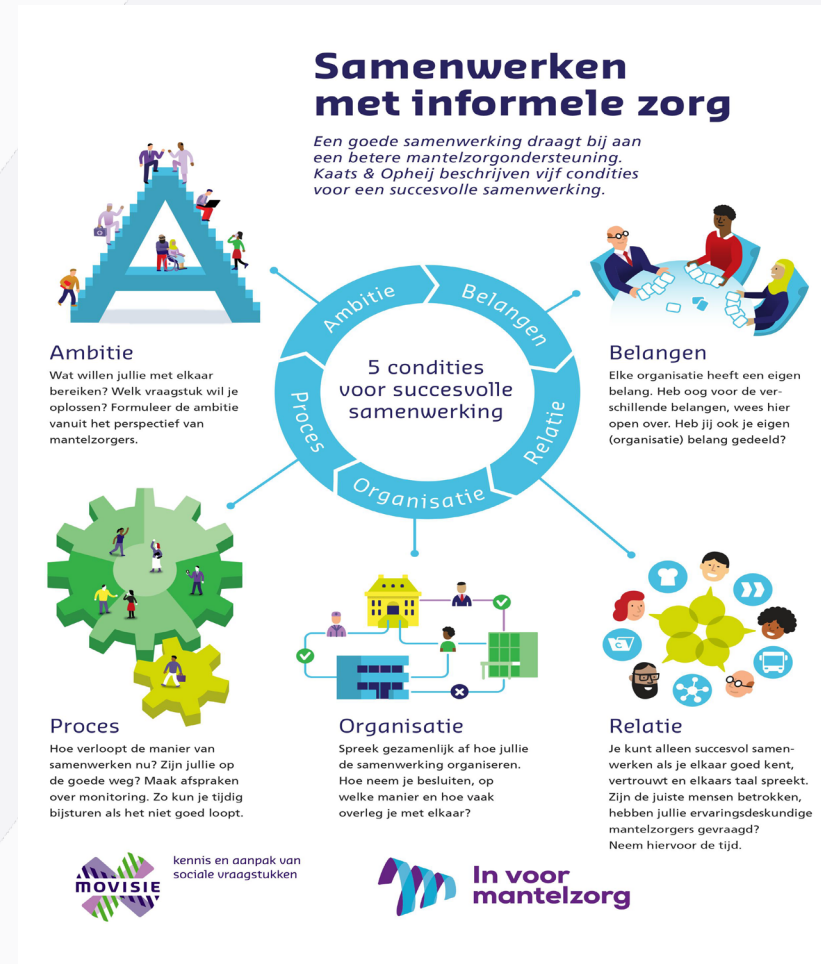 Samenwerken
met informele zorg
Een goede samenwerking draagt bij aan
een betere mantelzorgondersteuning.
Kaats & Opheij beschrijven vijf condities
voor een succesvolle samenwerking.
Ambitie
Belangen
Relatie
Organisatie
Proces
5 condities
voor succesvolle
samenwerking
Ambitie
Wat willen jullie met elkaar
bereiken? Welk vraagstuk wil je
oplossen? Formuleer de ambitie
vanuit het perspectief van
mantelzorgers.
Belangen
Elke organisatie heeft een eigen
belang. Heb oog voor de ver-
schillende belangen, wees hier
open over. Heb jij ook je eigen
(organisatie) belang gedeeld?
Proces
Hoe verloopt de manier van
samenwerken nu? Zijn jullie op
de goede weg? Maak afspraken
over monitoring. Zo kun je tijdig
bijsturen als het niet goed loopt.
Organisatie
Spreek gezamenlijk af hoe jullie
de samenwerking organiseren.
Hoe neem je besluiten, op
welke manier en hoe vaak
overleg je met elkaar?
Relatie
Je kunt alleen succesvol samen-
werken als je elkaar goed kent,
vertrouwt en elkaars taal spreekt.
Zijn de juiste mensen betrokken,
hebben jullie ervaringsdeskundige
mantelzorgers gevraagd?
Neem hiervoor de tijd.
MOVISIE
kennis en aanpak van
sociale vraagstukken
In voor
mantelzorg